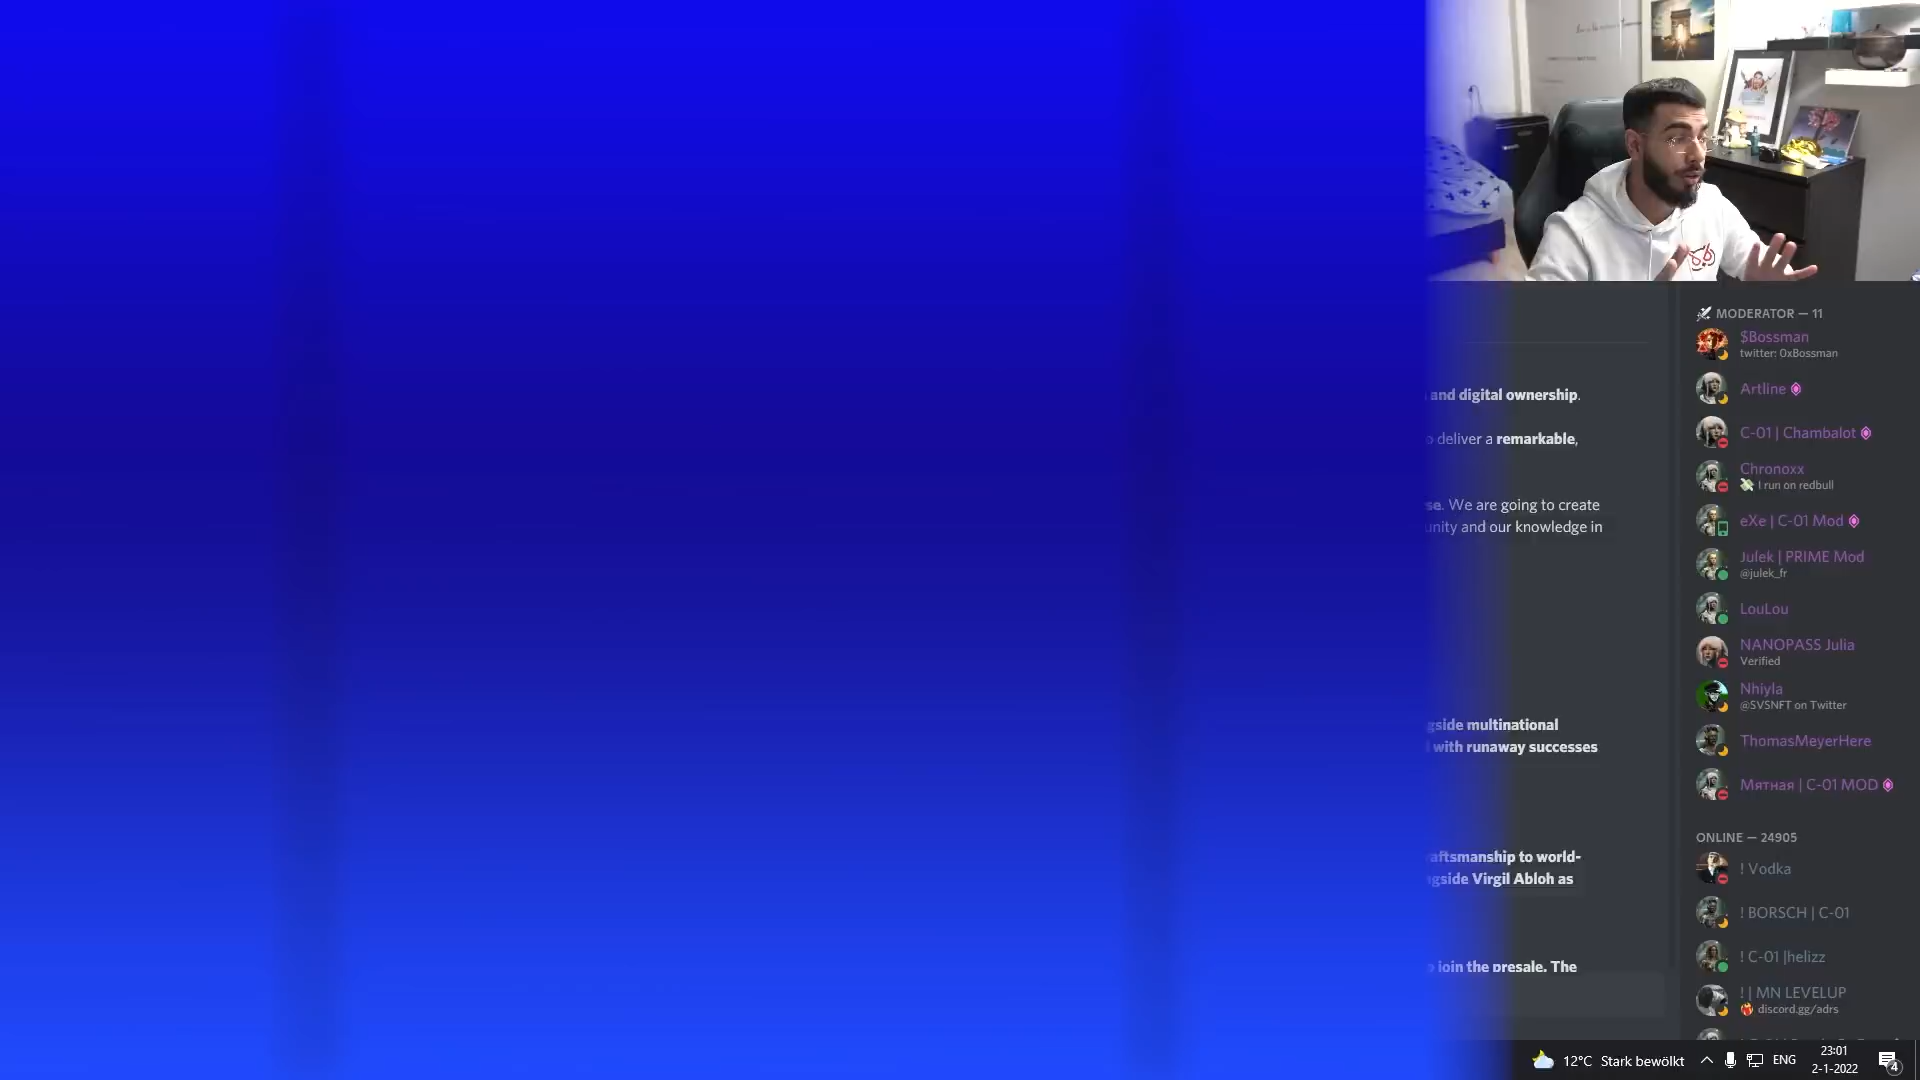 and digital ownership.
deliver a remarkable,
We are going to create
and our knowledge in
multinational
with runaway successes
to world-
Virgil Abloh as
join the presale. The
MODERATOR — 11
$Bossman
twitter: 0xBossman
Artline
C-01 | Chambalot
Chronoxx
I run on redbull
eXe | C-01 Mod
Julek | PRIME Mod
@julek_fr
LouLou
NANOPASS Julia
Verified
Nhiyla
@SVSNFT on Twitter
ThomasMeyerHere
Мятная | C-01 MOD
ONLINE — 24905
! Vodka
! BORSCH | C-01
! C-01 |helizz
! | MN LEVELUP
discord.gg/adrs
12°C Stark bewölkt ENG 23:01
2-1-2022 4